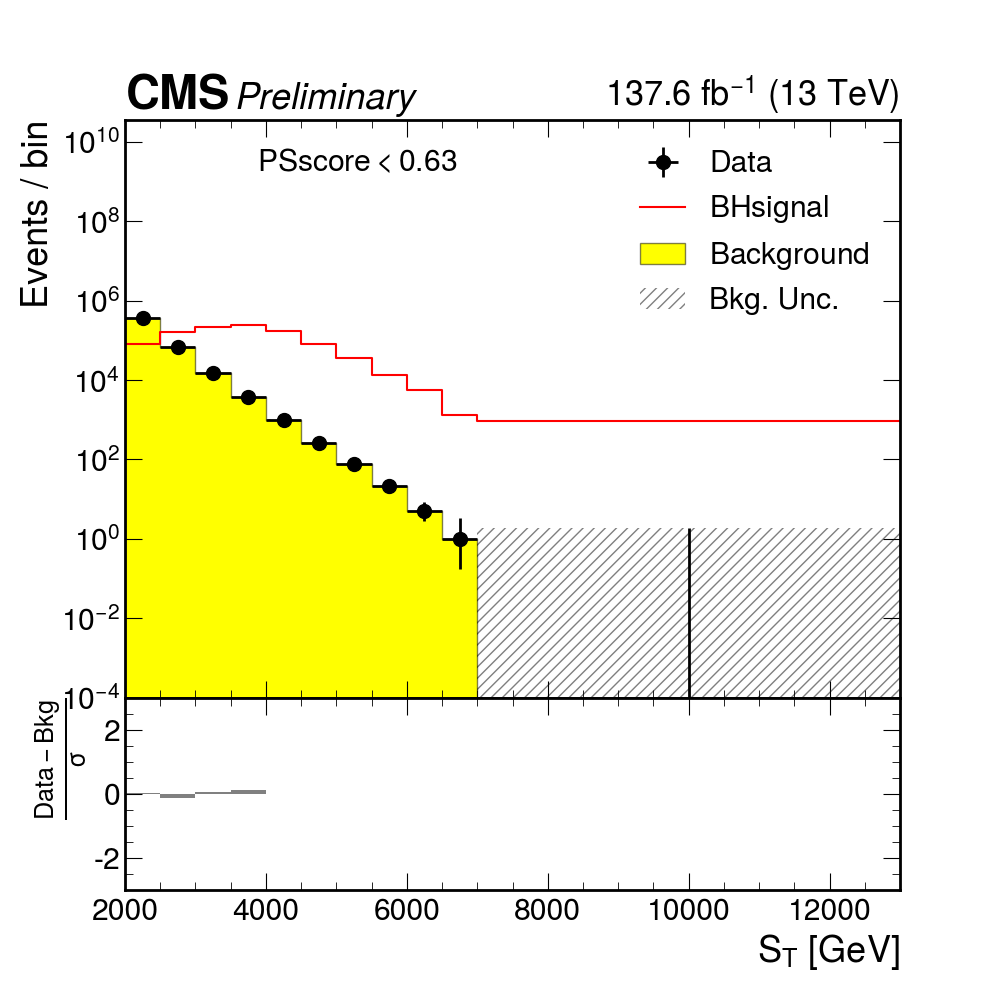 CMS Preliminary 137.6 fb⁻¹ (13 TeV)
Events / bin
PSscore < 0.63
Data
BHsignal
Background
Bkg. Unc.
10¹⁰
10⁸
10⁶
10⁴
10²
10⁰
10⁻²
10⁻⁴
Data − Bkg
σ
2
0
-2
2000 4000 6000 8000 10000 12000
S_T [GeV]